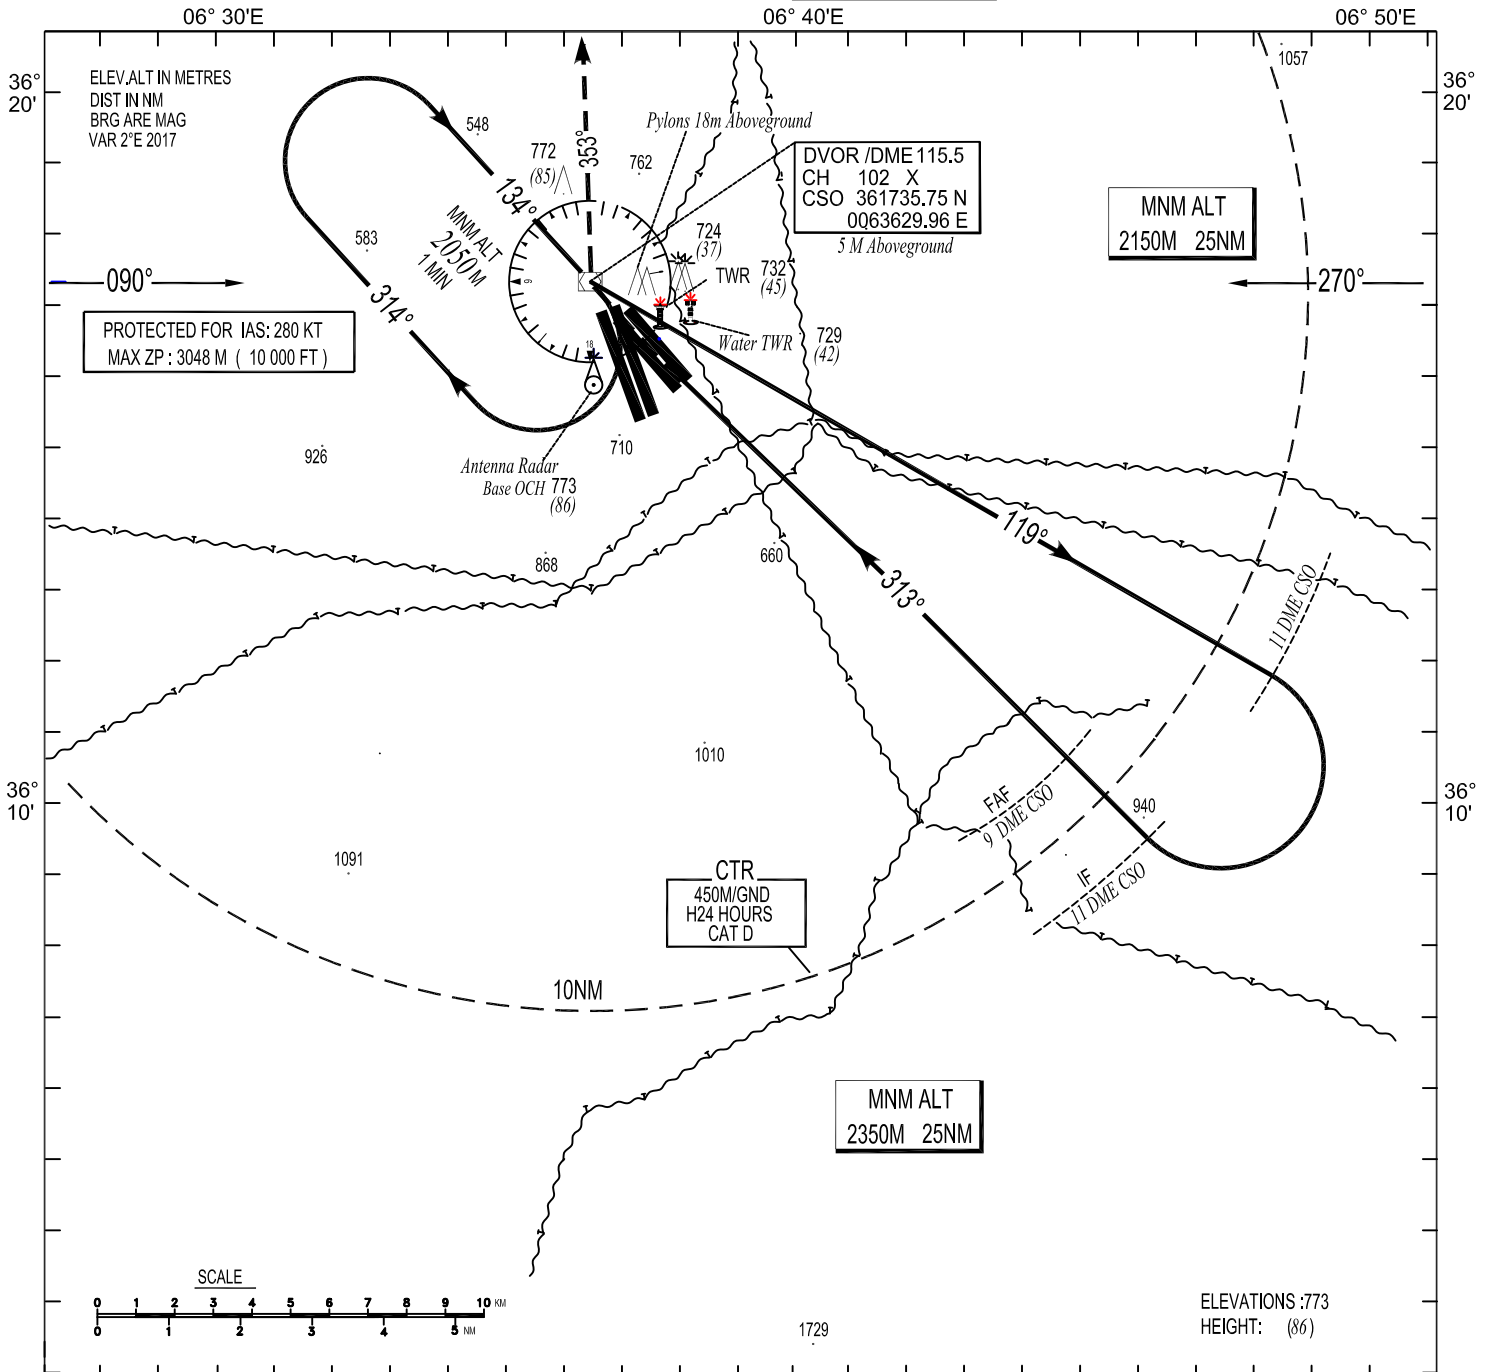 06° 30'E
06° 40'E
06° 50'E
36°
20'
36°
20'
ELEV.ALT IN METRES
DIST IN NM
BRG ARE MAG
VAR 2°E 2017
1057
548
772
(85)
353°
Pylons 18m Aboveground
762
DVOR /DME 115.5
CH 102 X
CSO 361735.75 N
0063629.96 E
5 M Aboveground
MNM ALT
2150M 25NM
134°
MNM ALT
2050 M
1 MIN
583
724
(37)
TWR
732
(45)
090°
270°
9
314°
PROTECTED FOR IAS: 280 KT
MAX ZP : 3048 M ( 10 000 FT )
Water TWR
729
(42)
18
926
710
Antenna Radar
Base OCH 773
(86)
119°
868
660
313°
11 DME CSO
1010
36°
10'
36°
10'
FAF
9 DME CSO
940
1091
CTR
450M/GND
H24 HOURS
CAT D
IF
11 DME CSO
10NM
MNM ALT
2350M 25NM
SCALE
0 1 2 3 4 5 6 7 8 9 10 KM
0 1 2 3 4 5 NM
1729
ELEVATIONS :773
HEIGHT: (86)